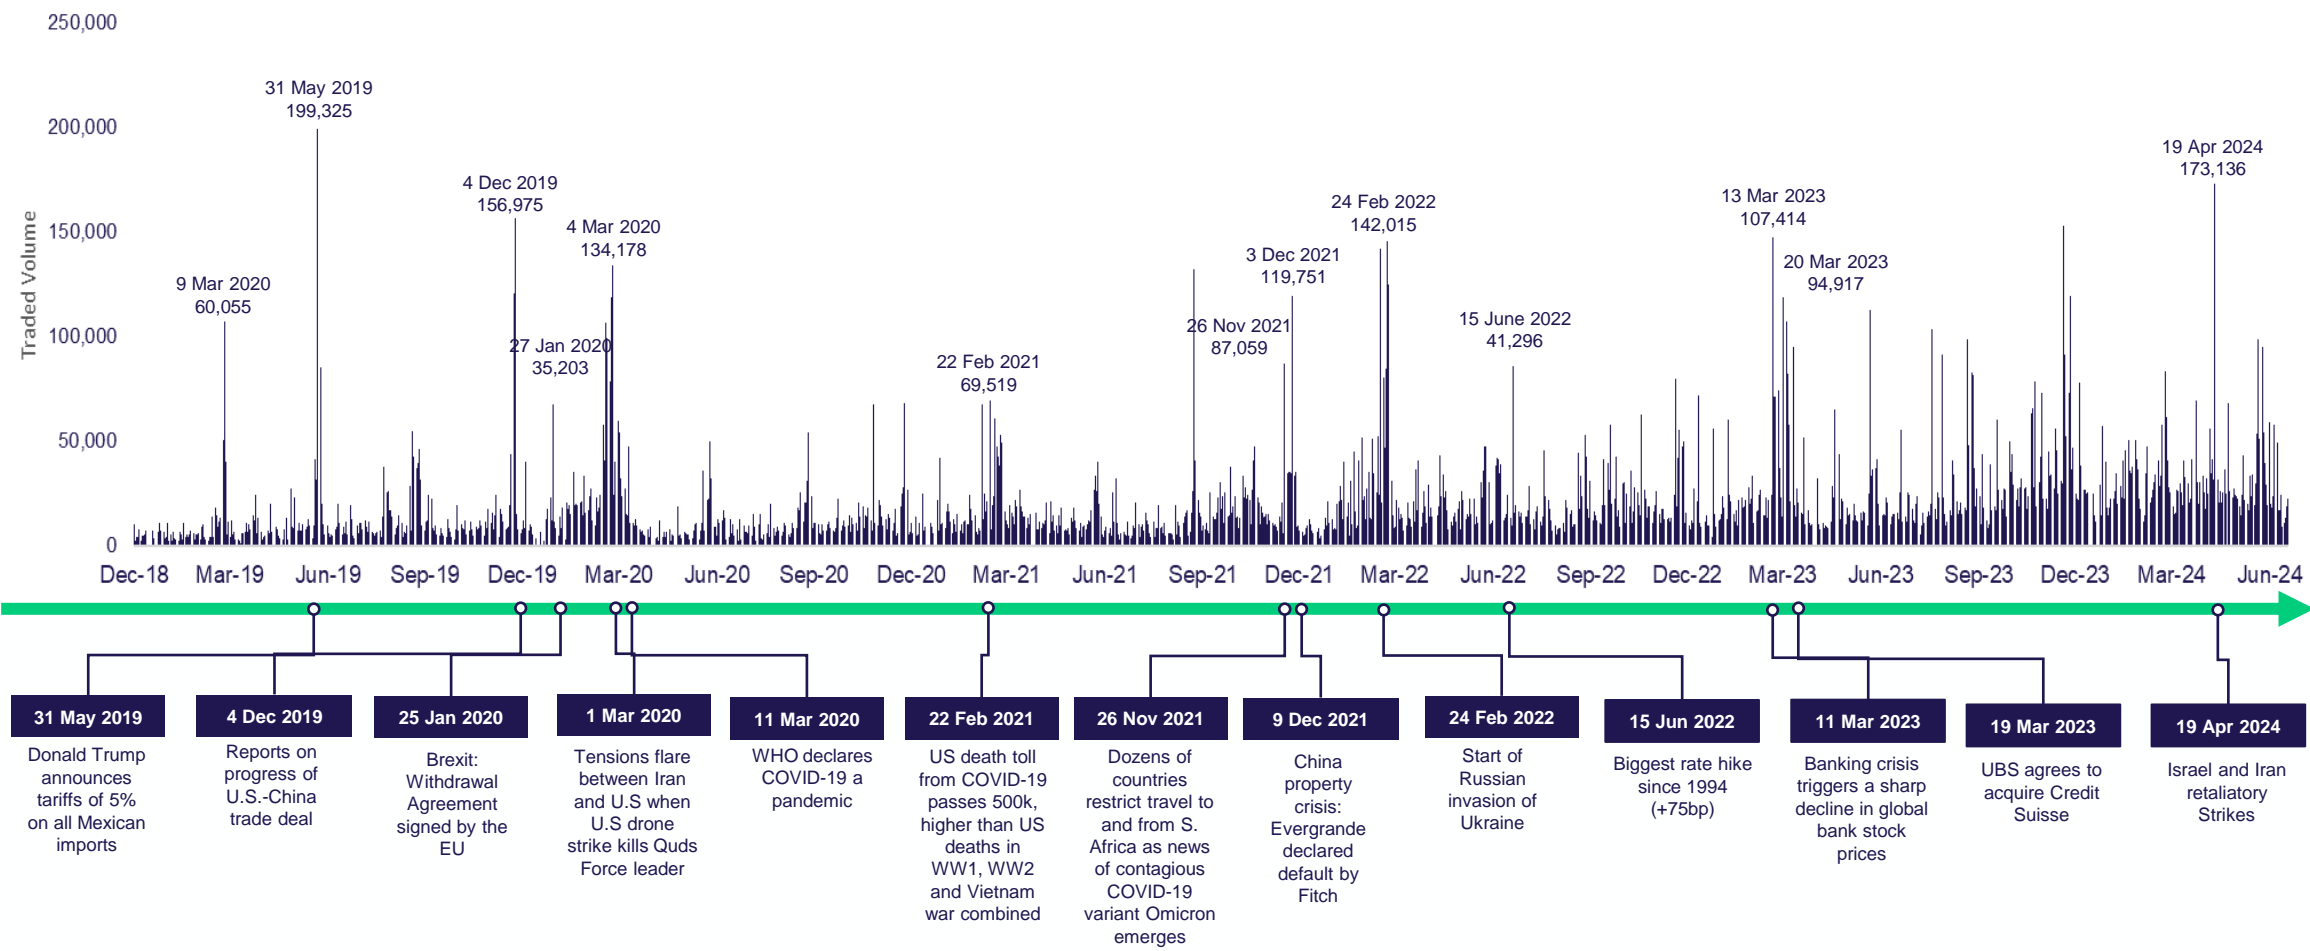 250,000
200,000
150,000
100,000
50,000
0
Traded Volume
9 Mar 2020
60,055
31 May 2019
199,325
4 Dec 2019
156,975
27 Jan 2020
35,203
4 Mar 2020
134,178
22 Feb 2021
69,519
26 Nov 2021
87,059
3 Dec 2021
119,751
24 Feb 2022
142,015
15 June 2022
41,296
13 Mar 2023
107,414
20 Mar 2023
94,917
19 Apr 2024
173,136
Dec-18 Mar-19 Jun-19 Sep-19 Dec-19 Mar-20 Jun-20 Sep-20 Dec-20 Mar-21 Jun-21 Sep-21 Dec-21 Mar-22 Jun-22 Sep-22 Dec-22 Mar-23 Jun-23 Sep-23 Dec-23 Mar-24 Jun-24
31 May 2019
Donald Trump
announces
tariffs of 5%
on all Mexican
imports
4 Dec 2019
Reports on
progress of
U.S.-China
trade deal
25 Jan 2020
Brexit:
Withdrawal
Agreement
signed by the
EU
1 Mar 2020
Tensions flare
between Iran
and U.S when
U.S drone
strike kills Quds
Force leader
11 Mar 2020
WHO declares
COVID-19 a
pandemic
22 Feb 2021
US death toll
from COVID-19
passes 500k,
higher than US
deaths in
WW1, WW2
and Vietnam
war combined
26 Nov 2021
Dozens of
countries
restrict travel to
and from S.
Africa as news
of contagious
COVID-19
variant Omicron
emerges
9 Dec 2021
China
property
crisis:
Evergrande
declared
default by
Fitch
24 Feb 2022
Start of
Russian
invasion of
Ukraine
15 Jun 2022
Biggest rate hike
since 1994
(+75bp)
11 Mar 2023
Banking crisis
triggers a sharp
decline in global
bank stock
prices
19 Mar 2023
UBS agrees to
acquire Credit
Suisse
19 Apr 2024
Israel and Iran
retaliatory
Strikes